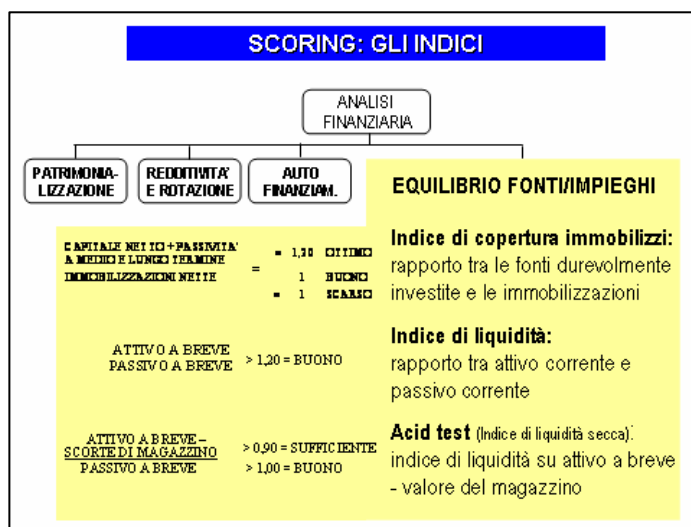 SCORING: GLI INDICI
ANALISI
FINANZIARIA
PATRIMONIA-
LIZZAZIONE
REDDITIVITA'
E ROTAZIONE
AUTO
FINANZIAM.
EQUILIBRIO FONTI/IMPIEGHI
CAPITALE NETTO + PASSIVITA'
A MEDIO E LUNGO TERMINE
IMMOBILIZZAZIONI NETTE
=
= 1,20 OTTIMO
1 BUONO
= 1 SCARSO
Indice di copertura immobilizzi:
rapporto tra le fonti durevolmente
investite e le immobilizzazioni
ATTIVO A BREVE
PASSIVO A BREVE
> 1,20 = BUONO
Indice di liquidità:
rapporto tra attivo corrente e
passivo corrente
ATTIVO A BREVE –
SCORTE DI MAGAZZINO
PASSIVO A BREVE
> 0,90 = SUFFICIENTE
> 1,00 = BUONO
Acid test (Indice di liquidità secca):
indice di liquidità su attivo a breve
- valore del magazzino